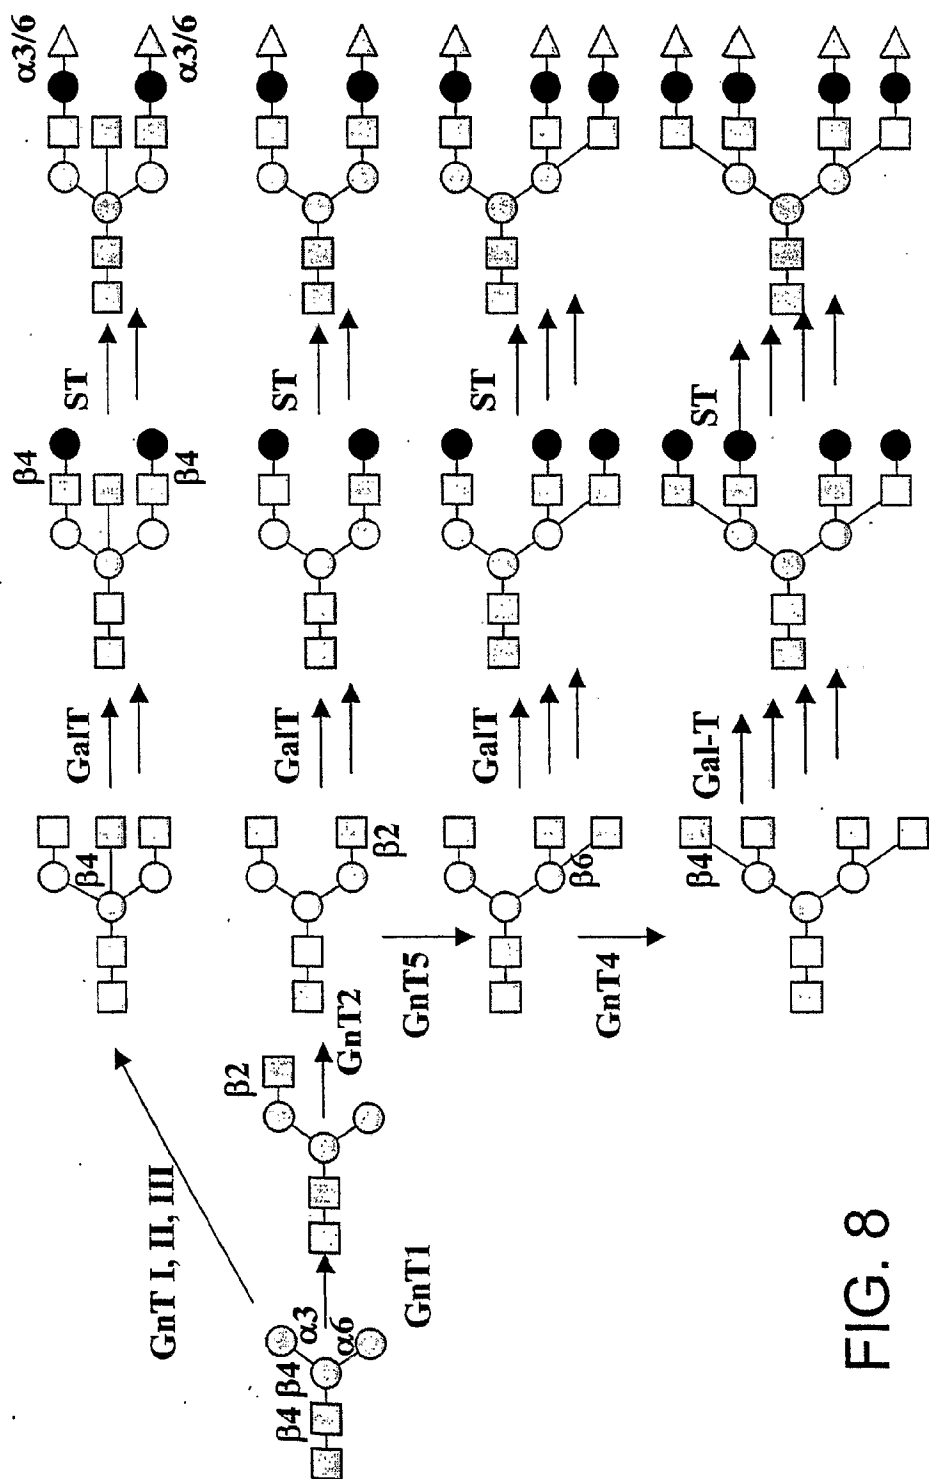 α3/6
α3/6
ST
ST
ST
ST
β4
β4
GalT
GalT
GalT
Gal-T
β4
β2
β6
β4
GnT5
GnT4
GnT2
β2
GnT I, II, III
GnT1
α3
α6
β4 β4
FIG. 8